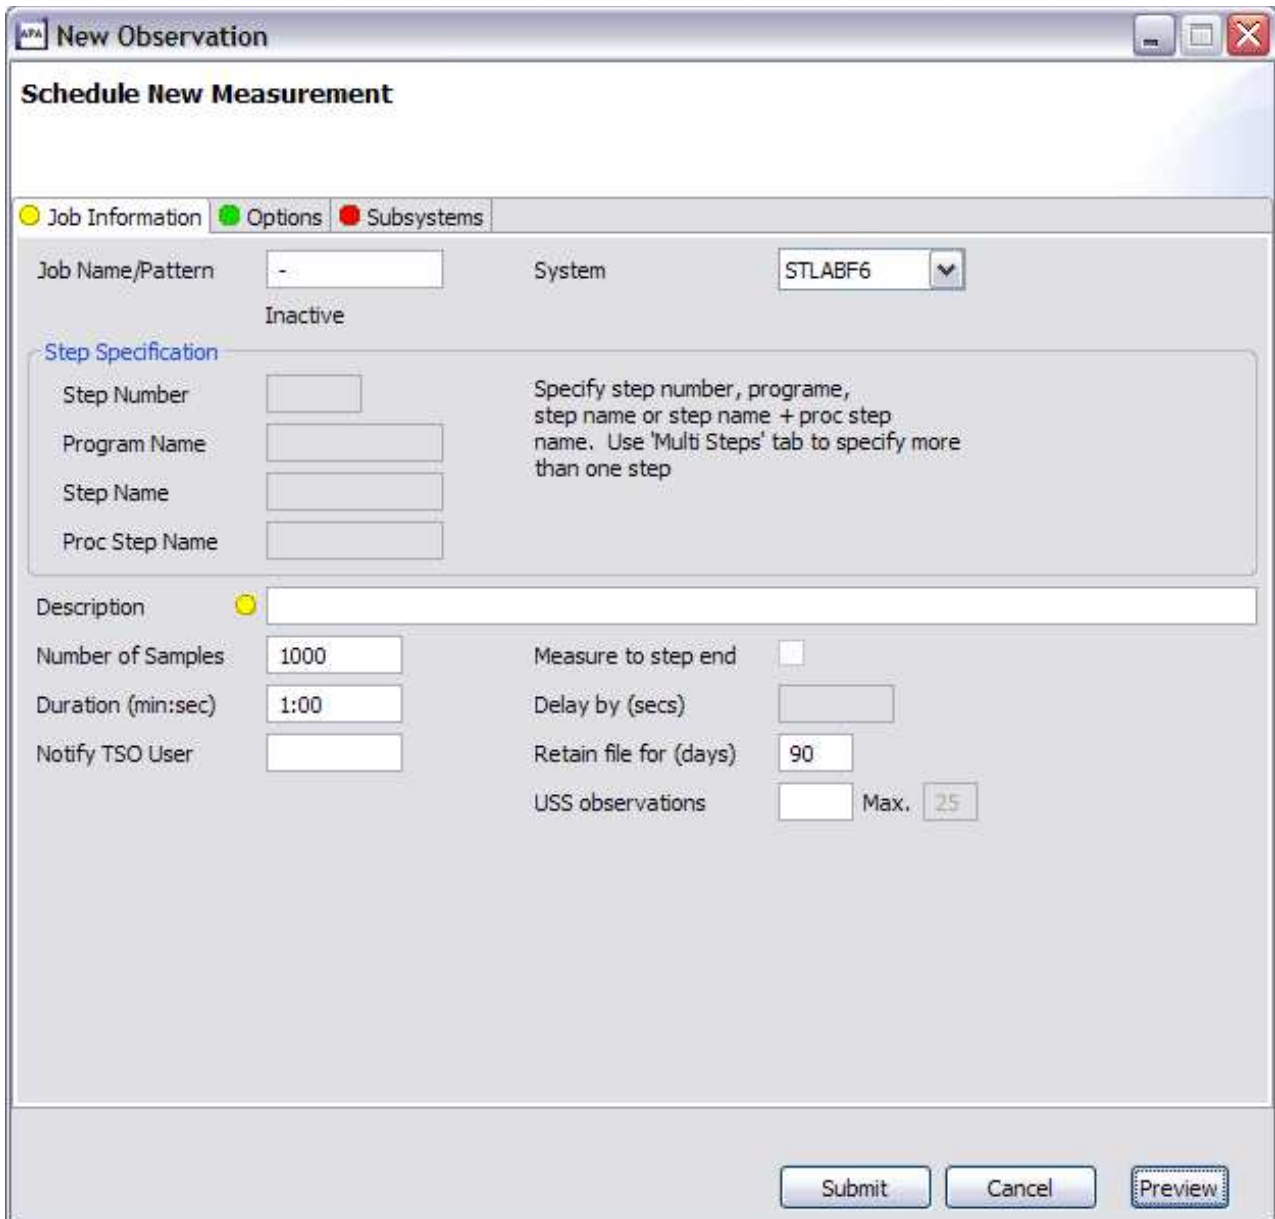 APA New Observation
Schedule New Measurement
Job Information Options Subsystems
Job Name/Pattern - System STLABF6
Inactive
Step Specification
Step Number
Specify step number, programe,
step name or step name + proc step
name. Use 'Multi Steps' tab to specify more
than one step
Program Name
Step Name
Proc Step Name
Description
Number of Samples 1000 Measure to step end
Duration (min:sec) 1:00 Delay by (secs)
Notify TSO User Retain file for (days) 90
USS observations Max. 25
Submit Cancel Preview